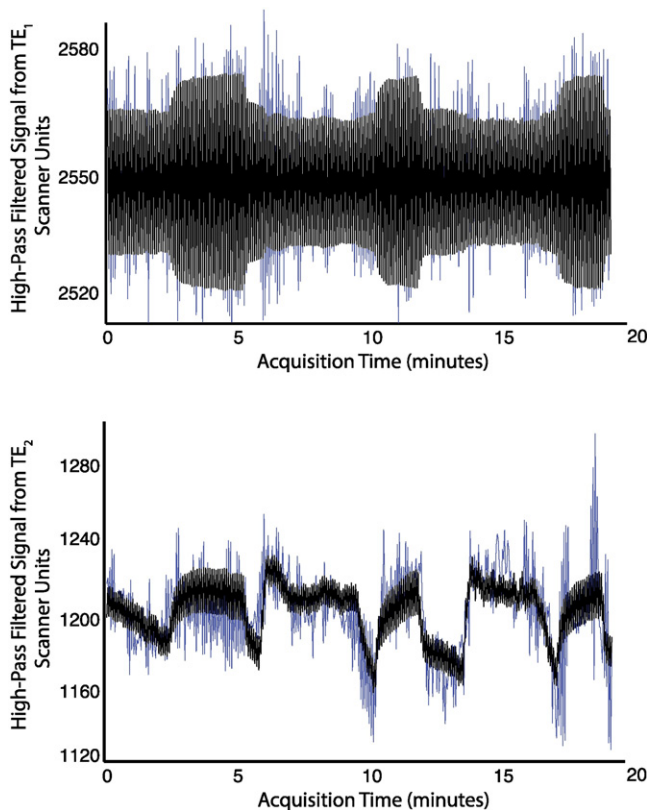 High-Pass Filtered Signal from TE1
Scanner Units
2580
2550
2520
0 5 10 15 20
Acquisition Time (minutes)
High-Pass Filtered Signal from TE2
Scanner Units
1280
1240
1200
1160
1120
0 5 10 15 20
Acquisition Time (minutes)